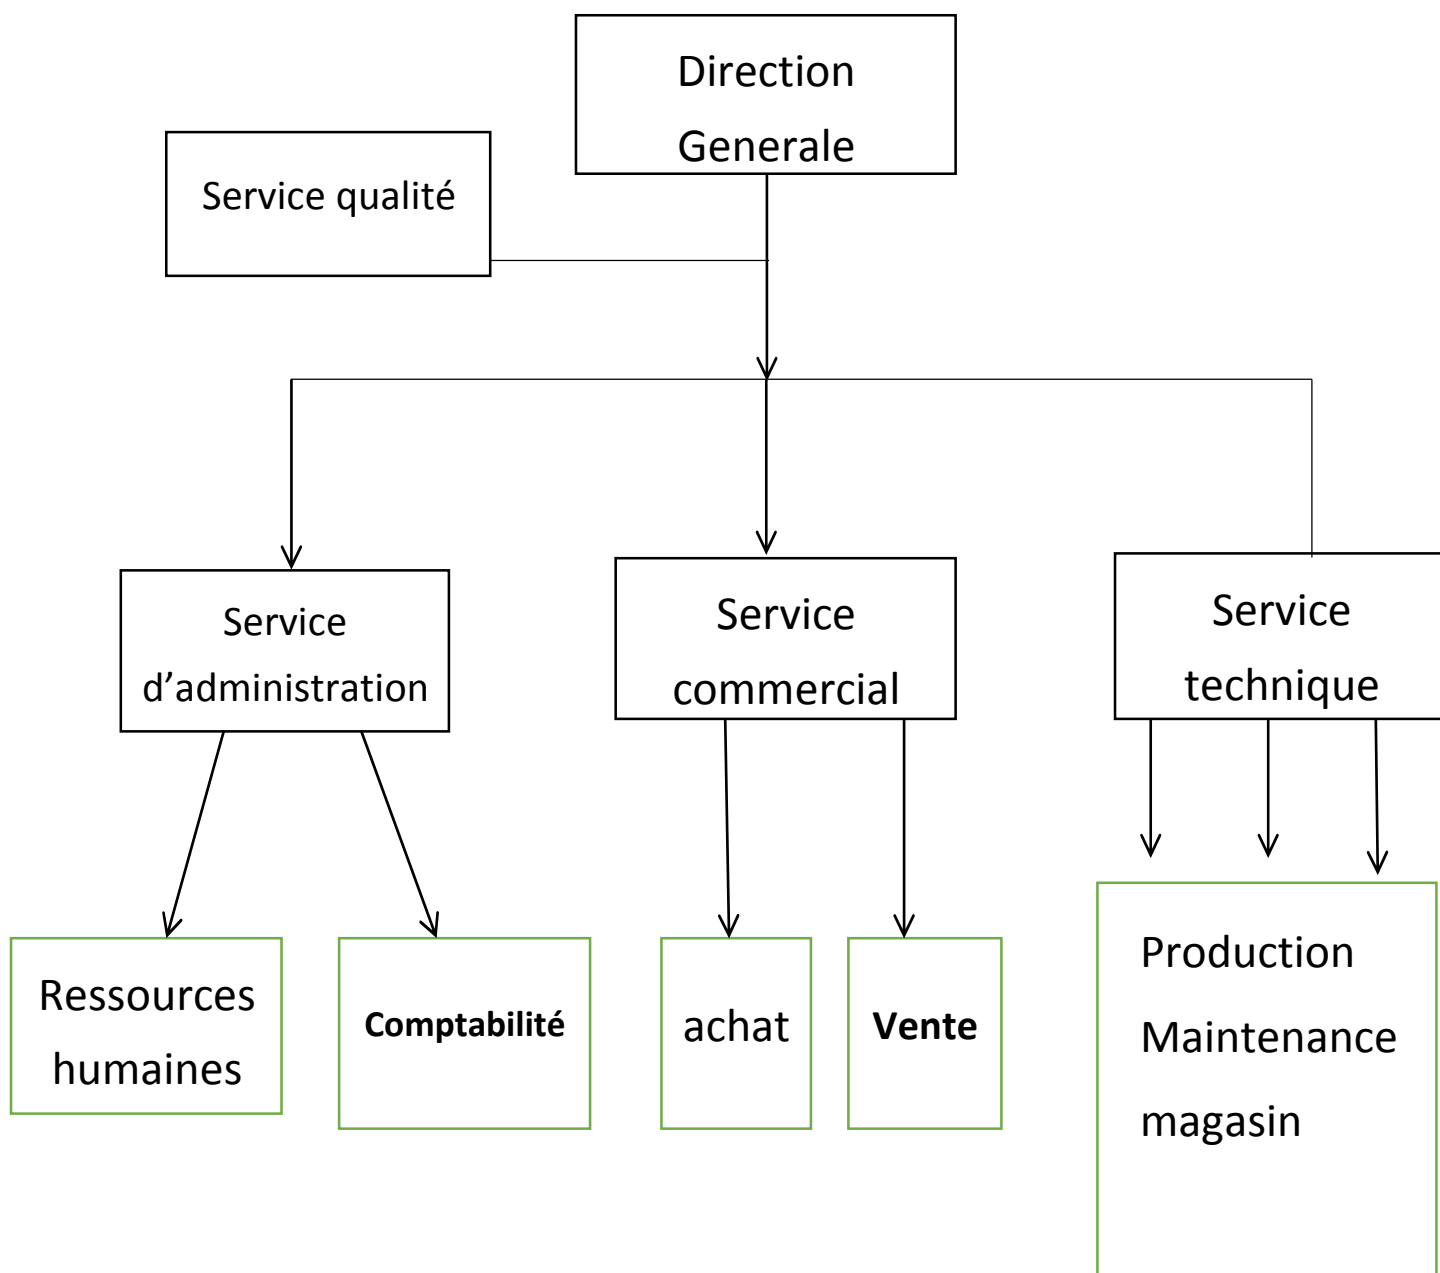 Direction
Generale
Service qualité
Service
d’administration
Service
commercial
Service
technique
Ressources
humaines
Comptabilité
achat
Vente
Production
Maintenance
magasin